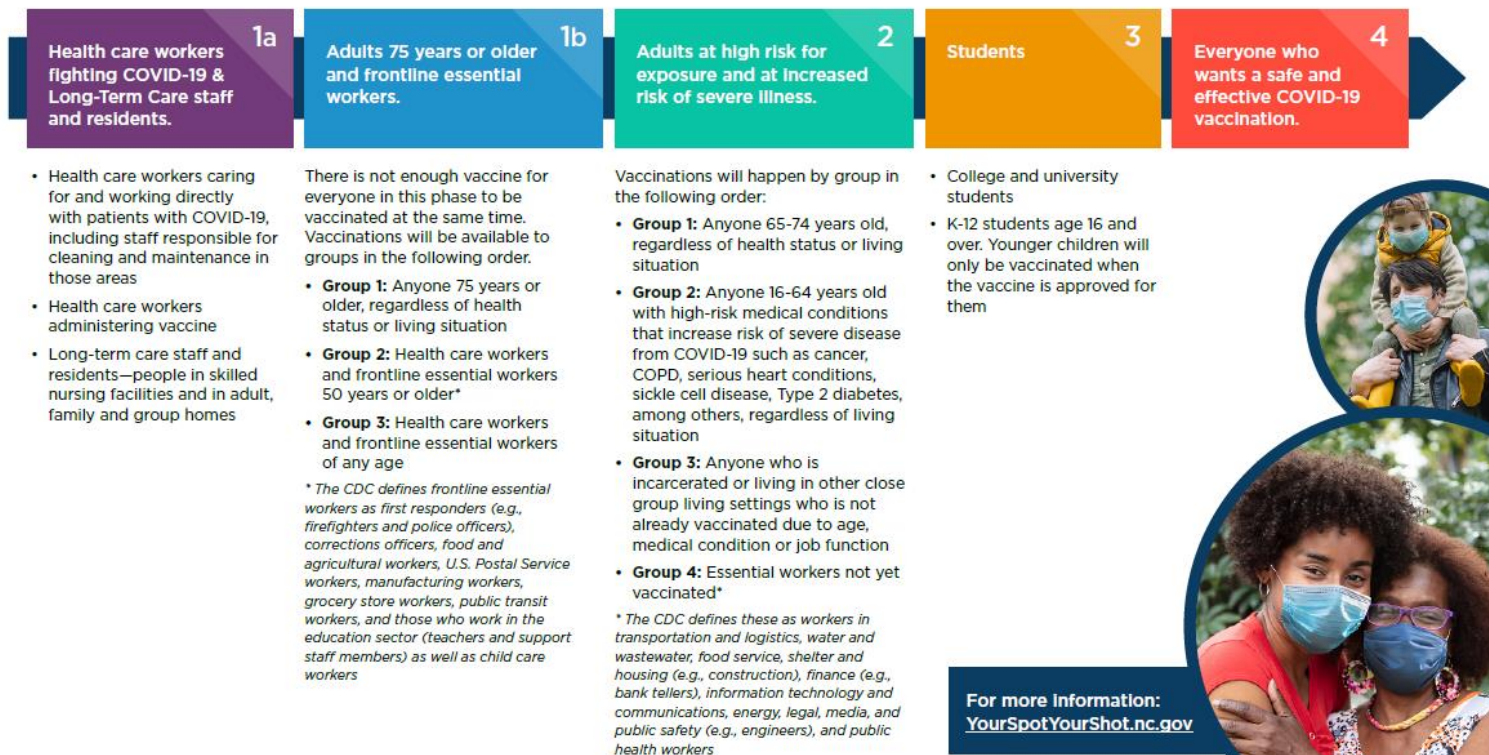 1a
Health care workers
fighting COVID-19 &
Long-Term Care staff
and residents.
• Health care workers caring
for and working directly
with patients with COVID-19,
including staff responsible for
cleaning and maintenance in
those areas
• Health care workers
administering vaccine
• Long-term care staff and
residents—people in skilled
nursing facilities and in adult,
family and group homes
1b
Adults 75 years or older
and frontline essential
workers.
There is not enough vaccine for
everyone in this phase to be
vaccinated at the same time.
Vaccinations will be available to
groups in the following order.
• Group 1: Anyone 75 years or
older, regardless of health
status or living situation
• Group 2: Health care workers
and frontline essential workers
50 years or older*
• Group 3: Health care workers
and frontline essential workers
of any age
* The CDC defines frontline essential
workers as first responders (e.g.,
firefighters and police officers),
corrections officers, food and
agricultural workers, U.S. Postal Service
workers, manufacturing workers,
grocery store workers, public transit
workers, and those who work in the
education sector (teachers and support
staff members) as well as child care
workers
2
Adults at high risk for
exposure and at increased
risk of severe illness.
Vaccinations will happen by group in
the following order:
• Group 1: Anyone 65-74 years old,
regardless of health status or living
situation
• Group 2: Anyone 16-64 years old
with high-risk medical conditions
that increase risk of severe disease
from COVID-19 such as cancer,
COPD, serious heart conditions,
sickle cell disease, Type 2 diabetes,
among others, regardless of living
situation
• Group 3: Anyone who is
incarcerated or living in other close
group living settings who is not
already vaccinated due to age,
medical condition or job function
• Group 4: Essential workers not yet
vaccinated*
* The CDC defines these as workers in
transportation and logistics, water and
wastewater, food service, shelter and
housing (e.g., construction), finance (e.g.,
bank tellers), information technology and
communications, energy, legal, media, and
public safety (e.g., engineers), and public
health workers
3
Students
• College and university
students
• K-12 students age 16 and
over. Younger children will
only be vaccinated when
the vaccine is approved for
them
4
Everyone who
wants a safe and
effective COVID-19
vaccination.
For more information:
YourSpotYourShot.nc.gov